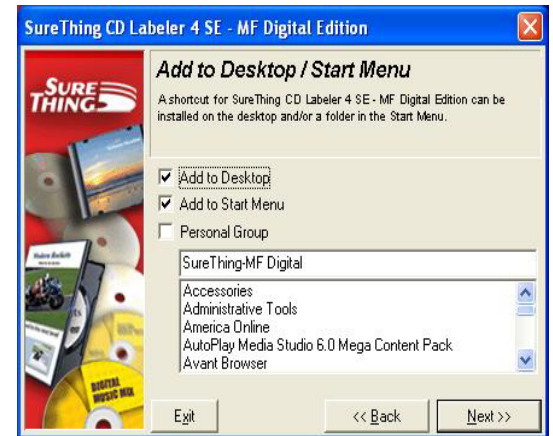 SureThing CD Labeler 4 SE - MF Digital Edition
SURE
THING
Add to Desktop / Start Menu
A shortcut for SureThing CD Labeler 4 SE - MF Digital Edition can be
installed on the desktop and/or a folder in the Start Menu.
Add to Desktop
Add to Start Menu
Personal Group
SureThing-MF Digital
Accessories
Administrative Tools
America Online
AutoPlay Media Studio 6.0 Mega Content Pack
Avant Browser
DIGITAL
MUSIC MIX
Exit
<< Back
Next >>